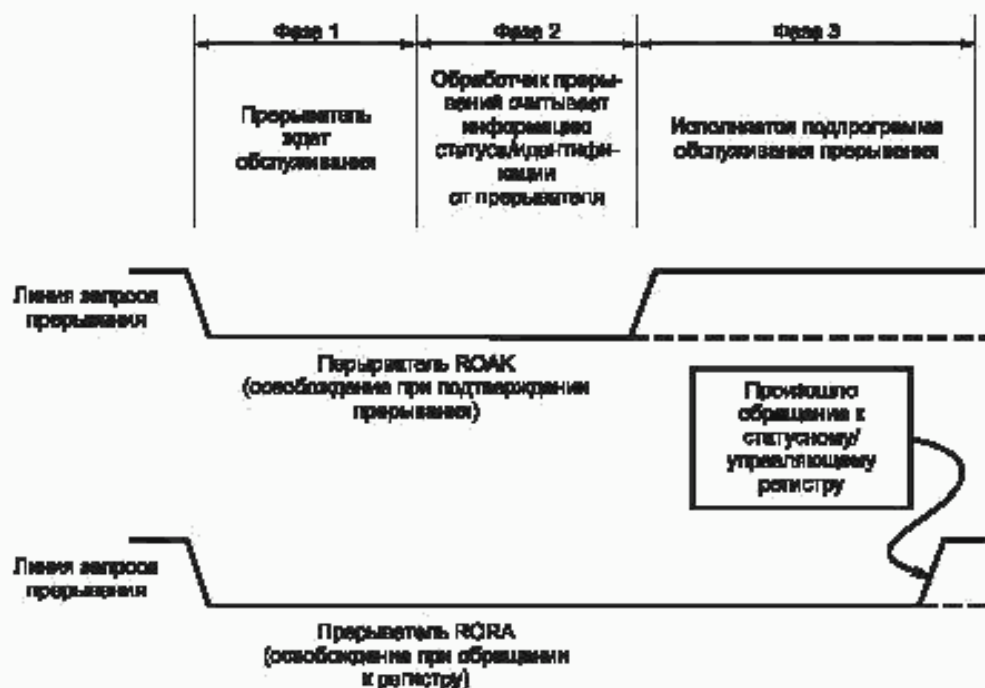 Фаза 1
Фаза 2
Фаза 3
Прерыватель
ждет
обслуживания
Обработчик преры-
ваний считывает
информацию
статуса/идентифи-
кации
от прерывателя
Исполняется подпрограмма
обслуживания прерывания
Линия запроса
прерывания
Перырватель ROAK
(освобождение при подтверждении
прерывания)
Произошло
обращение к
статусному/
управляющему
регистру
Линия запроса
прерывания
Прерыватель RORA
(освобождение при обращении
к регистру)